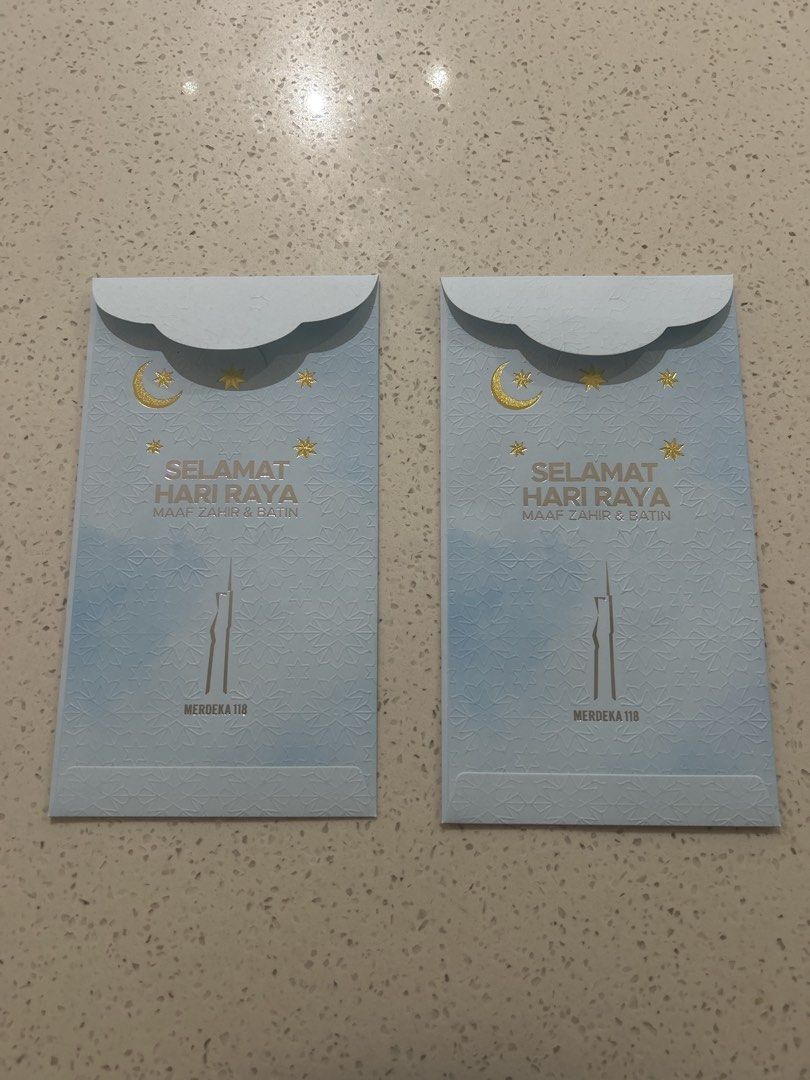 SELAMAT
HARI RAYA
MAAF ZAHIR & BATIN
MERDEKA 118
SELAMAT
HARI RAYA
MAAF ZAHIR & BATIN
MERDEKA 118